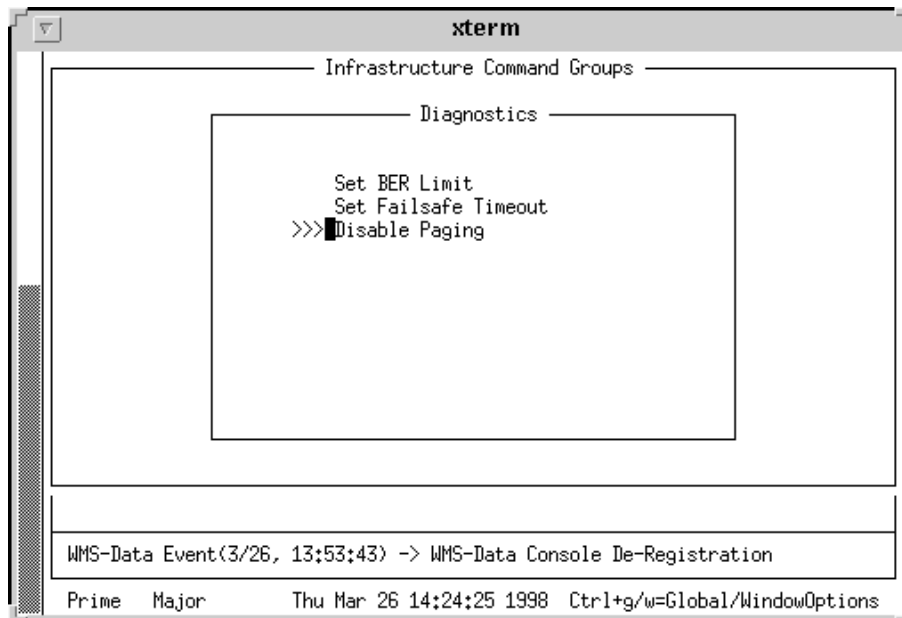 xterm
Infrastructure Command Groups
Diagnostics
Set BER Limit
Set Failsafe Timeout
>>> Disable Paging
WMS-Data Event(3/26, 13:53:43) -> WMS-Data Console De-Registration
Prime Major Thu Mar 26 14:24:25 1998 Ctrl+g/w=Global/WindowOptions